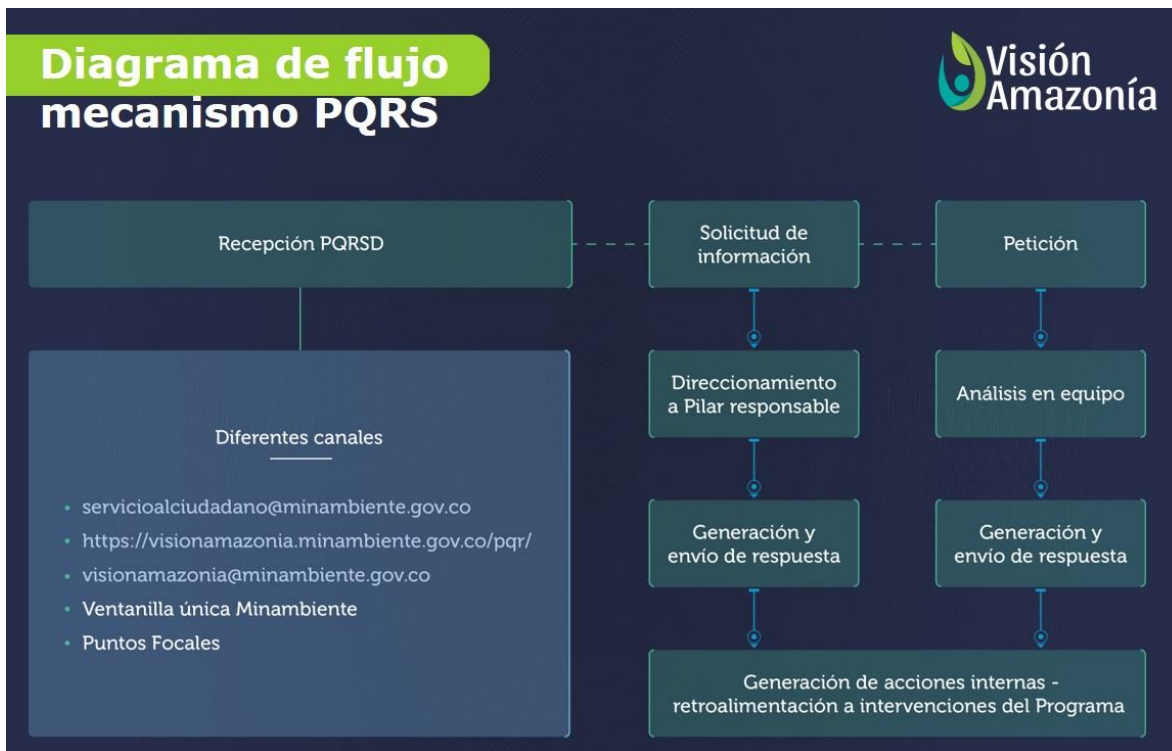 Diagrama de flujo
mecanismo PQRS
Visión
Amazonía
Recepción PQRSD
Solicitud de
información
Petición
Diferentes canales
• servicioalciudadano@minambiente.gov.co
• https://visionamazonia.minambiente.gov.co/pqr/
• visionamazonia@minambiente.gov.co
• Ventanilla única Minambiente
• Puntos Focales
Direccionamiento
a Pilar responsable
Análisis en equipo
Generación y
envío de respuesta
Generación y
envío de respuesta
Generación de acciones internas -
retroalimentación a intervenciones del Programa